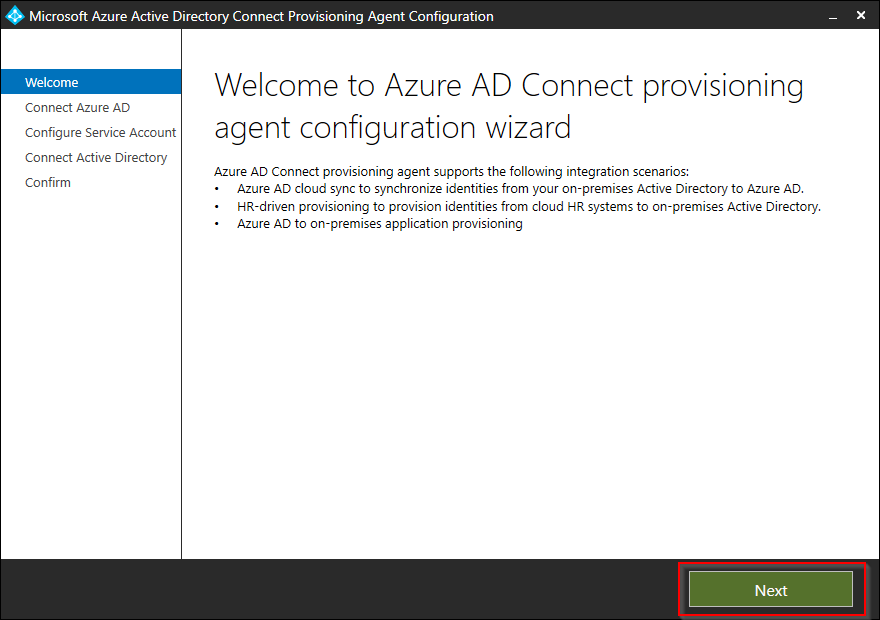 Microsoft Azure Active Directory Connect Provisioning Agent Configuration
Welcome
Connect Azure AD
Configure Service Account
Connect Active Directory
Confirm
Welcome to Azure AD Connect provisioning
agent configuration wizard
Azure AD Connect provisioning agent supports the following integration scenarios:
• Azure AD cloud sync to synchronize identities from your on-premises Active Directory to Azure AD.
• HR-driven provisioning to provision identities from cloud HR systems to on-premises Active Directory.
• Azure AD to on-premises application provisioning
Next